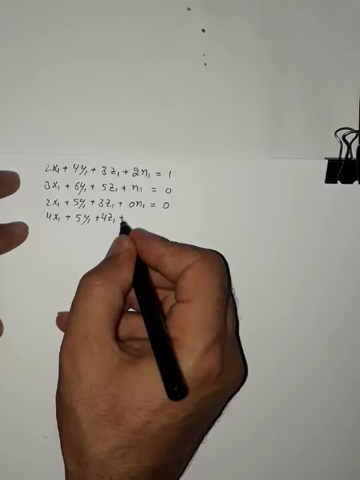 2x₁ + 4y₁ + 3z₁ + 2n₁ = 1
3x₁ + 6y₁ + 5z₁ + n₁ = 0
2x₁ + 5y₁ + 3z₁ + 0n₁ = 0
4x₁ + 5y₁ + 4z₁ +